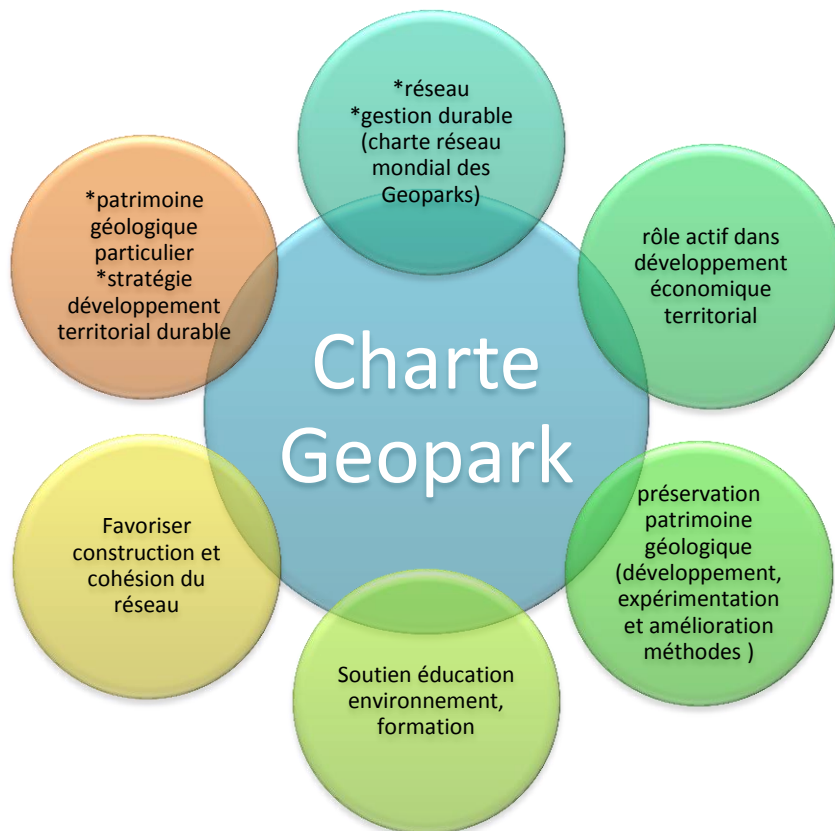 *réseau
*gestion durable
(charte réseau
mondial des
Geoparks)
rôle actif dans
développement
économique
territorial
préservation
patrimoine
géologique
(développement,
expérimentation
et amélioration
méthodes )
Soutien éducation
environnement,
formation
Favoriser
construction et
cohésion du
réseau
*patrimoine
géologique
particulier
*stratégie
développement
territorial durable
Charte
Geopark